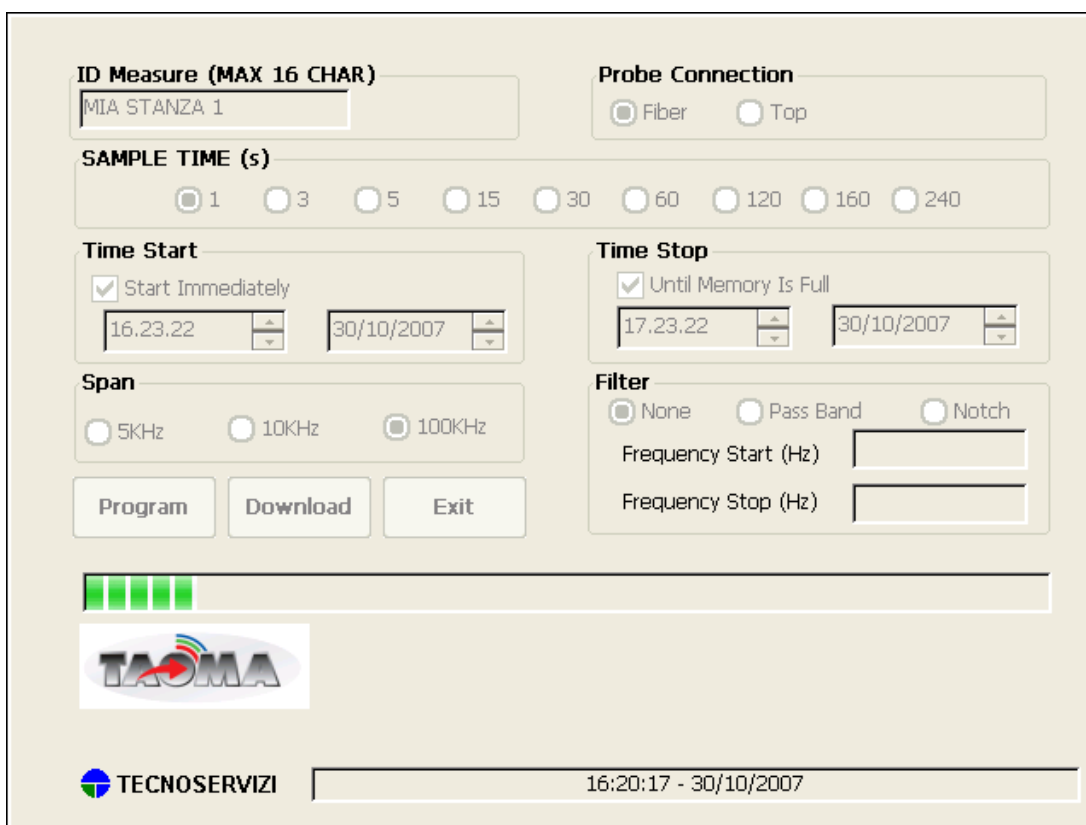 ID Measure (MAX 16 CHAR)
MIA STANZA 1
Probe Connection
Fiber Top
SAMPLE TIME (s)
1 3 5 15 30 60 120 160 240
Time Start
Start Immediately
16.23.22 30/10/2007
Time Stop
Until Memory Is Full
17.23.22 30/10/2007
Span
5KHz 10KHz 100KHz
Filter
None Pass Band Notch
Frequency Start (Hz)
Frequency Stop (Hz)
Program Download Exit
TAOMA
TECNOSERVIZI 16:20:17 - 30/10/2007